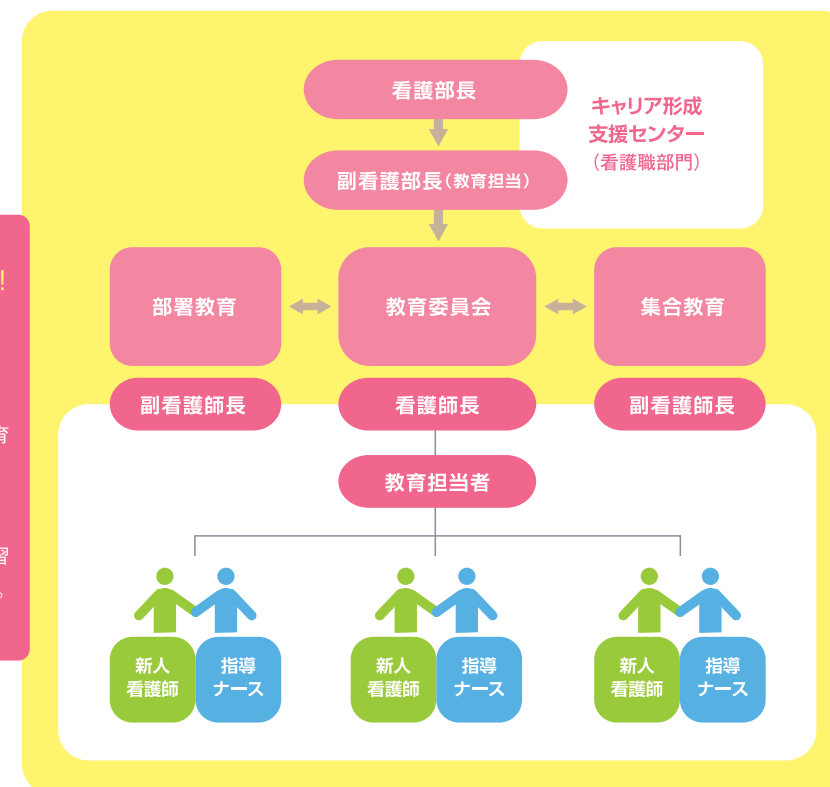 看護部長
キャリア形成
支援センター
（看護職部門）
副看護部長（教育担当）
部署教育
教育委員会
集合教育
副看護師長
看護師長
副看護師長
教育担当者
新人
看護師
指導
ナース
新人
看護師
指導
ナース
新人
看護師
指導
ナース
!
育
習
。